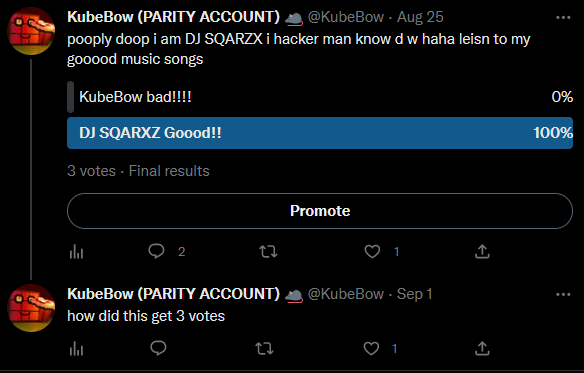 KubeBow (PARITY ACCOUNT) @KubeBow · Aug 25
pooply doop i am DJ SQARZX i hacker man know d w haha leisn to my
gooood music songs
KubeBow bad!!!! 0%
DJ SQARXZ Goood!! 100%
3 votes · Final results
Promote
2 1
KubeBow (PARITY ACCOUNT) @KubeBow · Sep 1
how did this get 3 votes
1